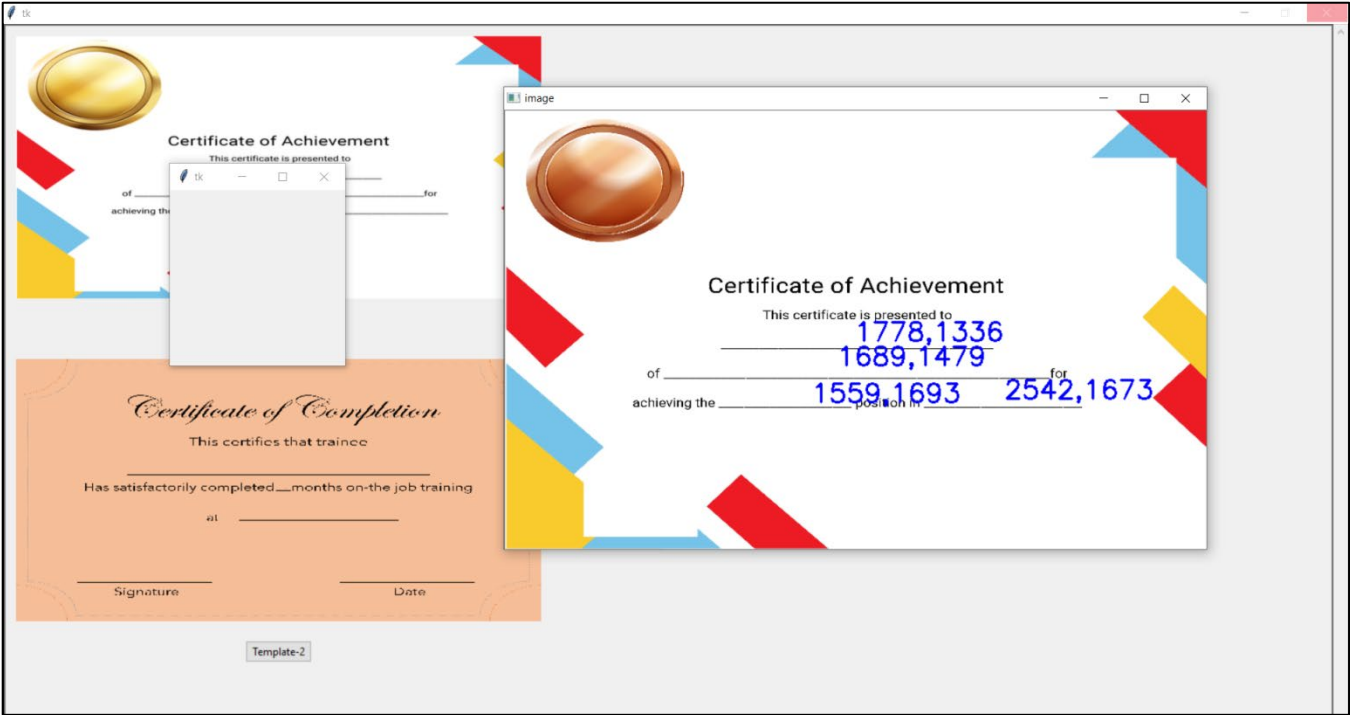 tk
Certificate of Achievement
This certificate is presented to
tk
of for
achieving the
Certificate of Completion
This certifies that trainee
Has satisfactorily completed__months on-the job training
at
Signature Date
Template-2
image
Certificate of Achievement
This certificate is presented to
1778,1336
1689,1479
of for
1559,1693 2542,1673
achieving the position in